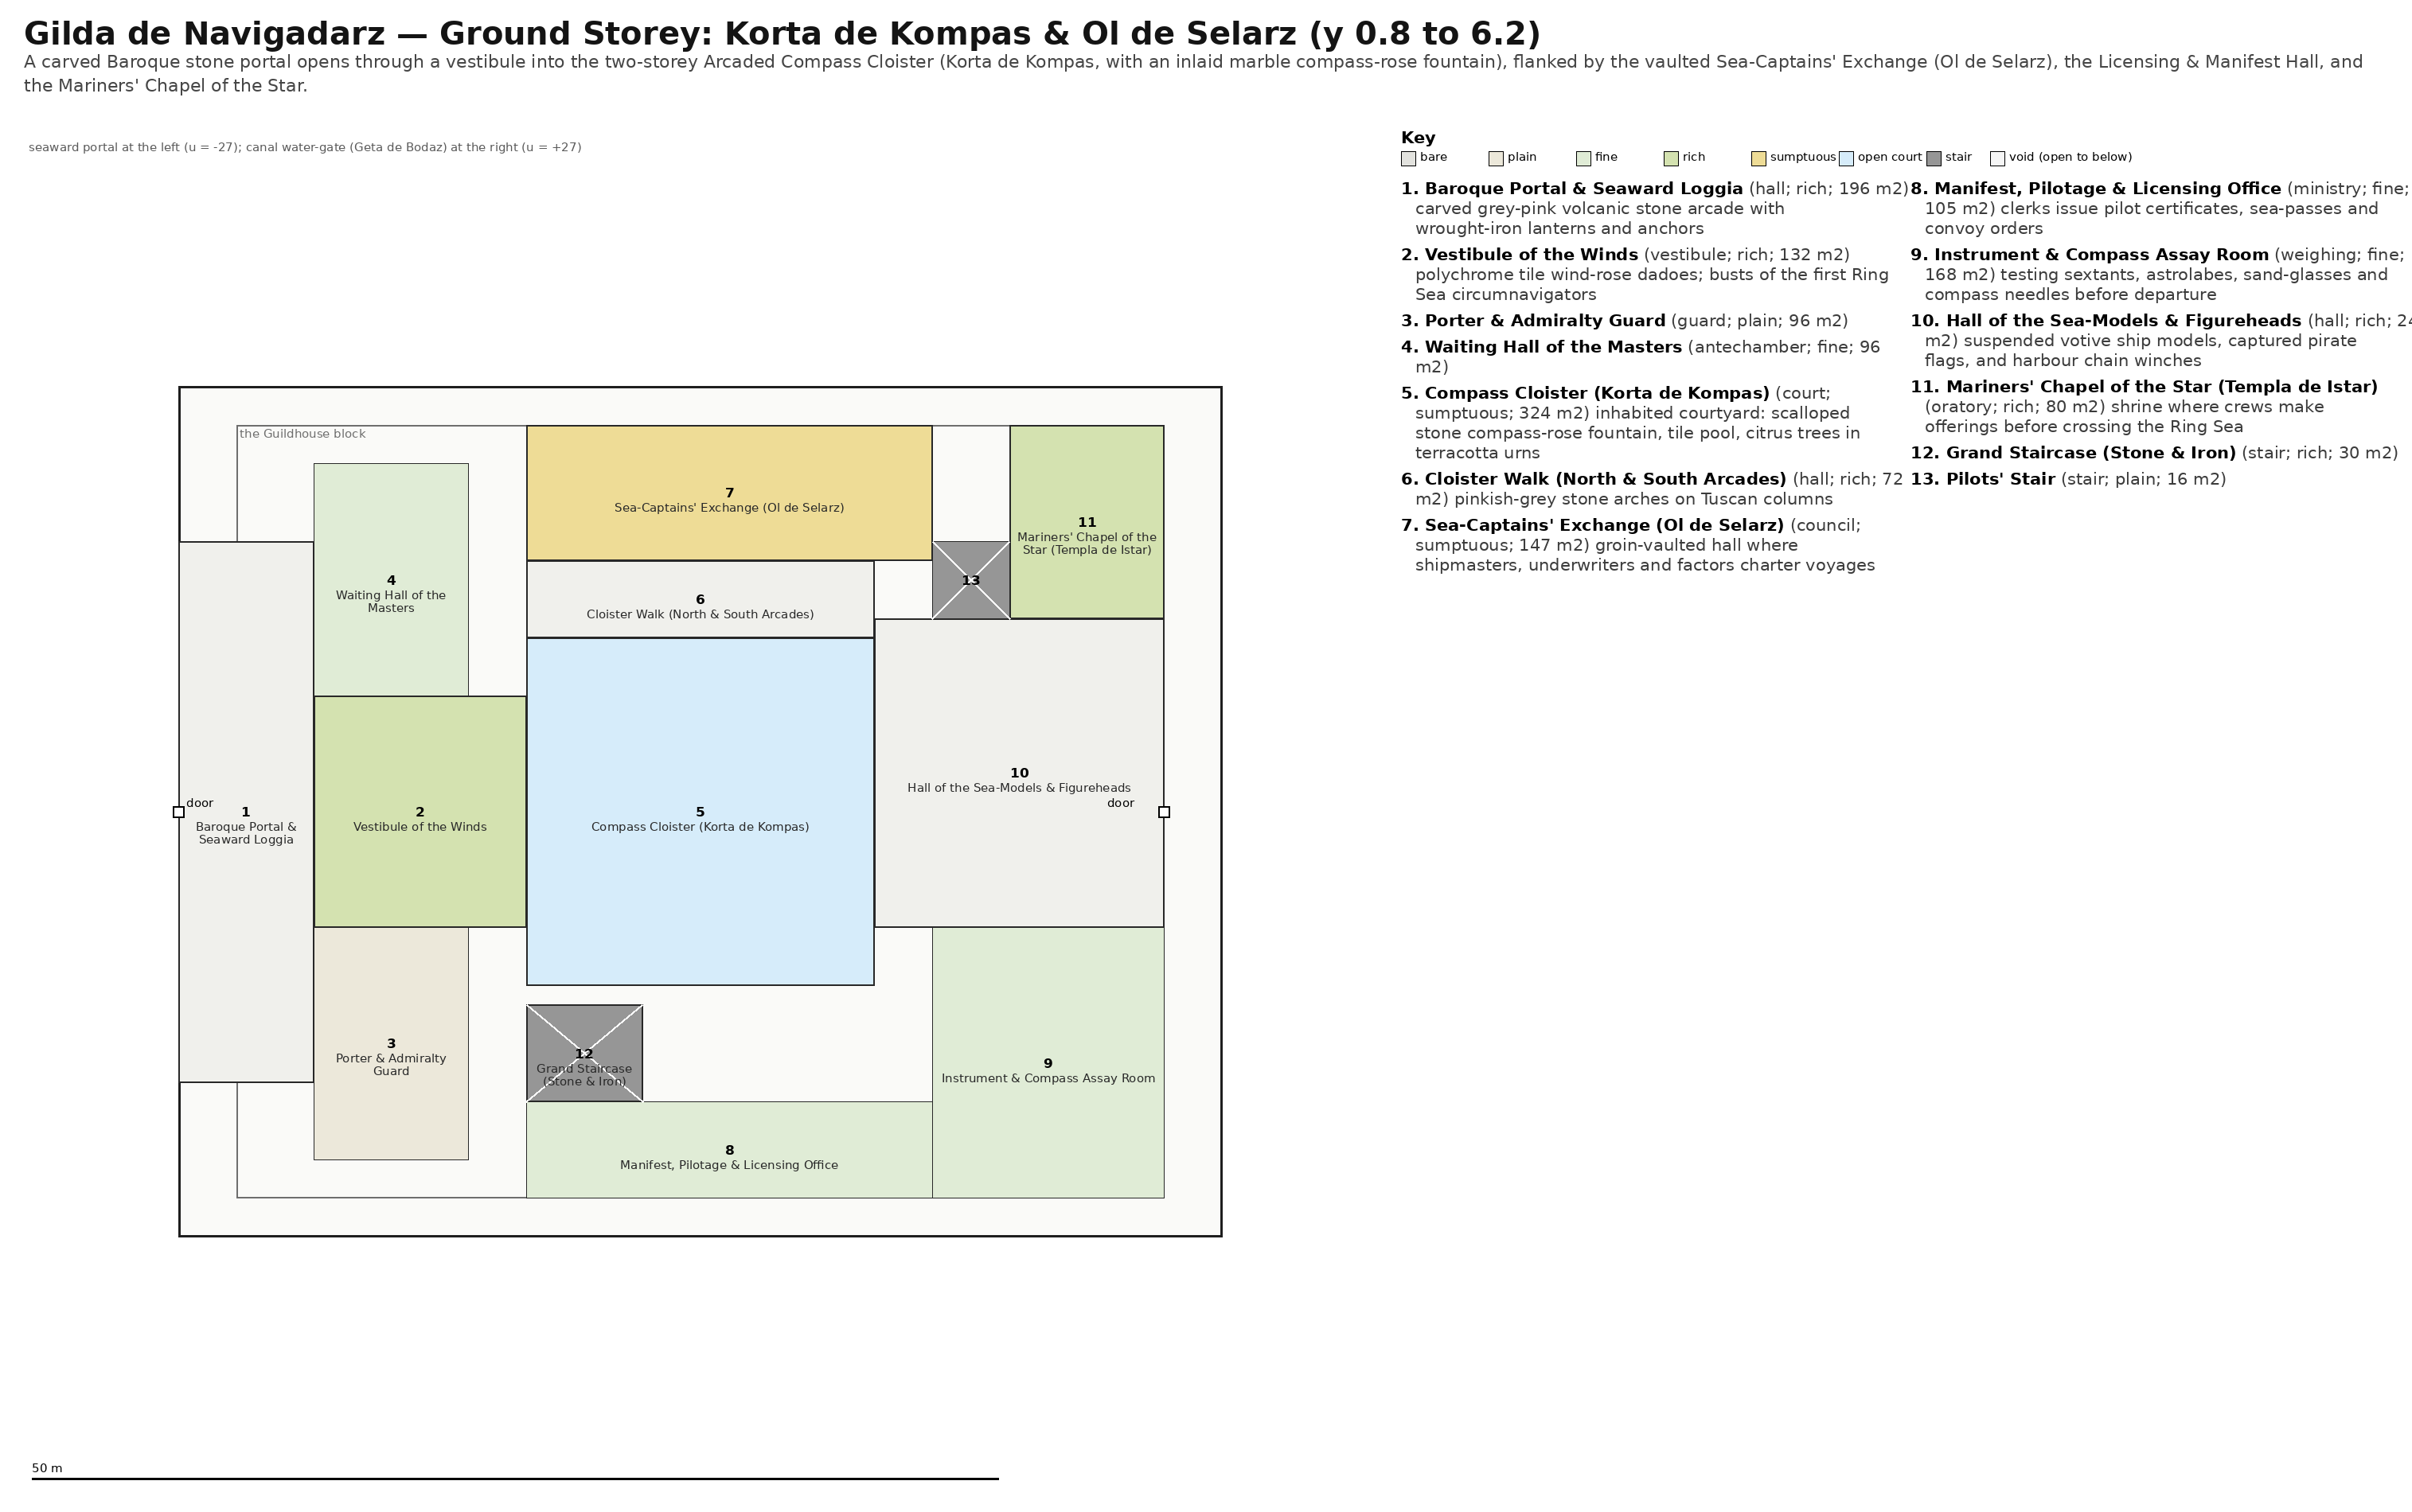 Gilda de Navigadarz — Ground Storey: Korta de Kompas & Ol de Selarz (y 0.8 to 6.2)
A carved Baroque stone portal opens through a vestibule into the two-storey Arcaded Compass Cloister (Korta de Kompas, with an inlaid marble compass-rose fountain), flanked by the vaulted Sea-Captains' Exchange (Ol de Selarz), the Licensing & Manifest Hall, and
the Mariners' Chapel of the Star.
seaward portal at the left (u = -27); canal water-gate (Geta de Bodaz) at the right (u = +27)
the Guildhouse block
7
Sea-Captains' Exchange (Ol de Selarz)
11
Mariners' Chapel of the
Star (Templa de Istar)
4
Waiting Hall of the
Masters
13
6
Cloister Walk (North & South Arcades)
10
Hall of the Sea-Models & Figureheads
door
door
1
Baroque Portal &
Seaward Loggia
2
Vestibule of the Winds
5
Compass Cloister (Korta de Kompas)
3
Porter & Admiralty
Guard
12
Grand Staircase
(Stone & Iron)
9
Instrument & Compass Assay Room
8
Manifest, Pilotage & Licensing Office
50 m
Key
bare
plain
fine
rich
sumptuous
open court
stair
void (open to below)
1. Baroque Portal & Seaward Loggia (hall; rich; 196 m2)
carved grey-pink volcanic stone arcade with
wrought-iron lanterns and anchors
2. Vestibule of the Winds (vestibule; rich; 132 m2)
polychrome tile wind-rose dadoes; busts of the first Ring
Sea circumnavigators
3. Porter & Admiralty Guard (guard; plain; 96 m2)
4. Waiting Hall of the Masters (antechamber; fine; 96
m2)
5. Compass Cloister (Korta de Kompas) (court;
sumptuous; 324 m2) inhabited courtyard: scalloped
stone compass-rose fountain, tile pool, citrus trees in
terracotta urns
6. Cloister Walk (North & South Arcades) (hall; rich; 72
m2) pinkish-grey stone arches on Tuscan columns
7. Sea-Captains' Exchange (Ol de Selarz) (council;
sumptuous; 147 m2) groin-vaulted hall where
shipmasters, underwriters and factors charter voyages
8. Manifest, Pilotage & Licensing Office (ministry; fine;
105 m2) clerks issue pilot certificates, sea-passes and
convoy orders
9. Instrument & Compass Assay Room (weighing; fine;
168 m2) testing sextants, astrolabes, sand-glasses and
compass needles before departure
10. Hall of the Sea-Models & Figureheads (hall; rich;
m2) suspended votive ship models, captured pirate
flags, and harbour chain winches
11. Mariners' Chapel of the Star (Templa de Istar)
(oratory; rich; 80 m2) shrine where crews make
offerings before crossing the Ring Sea
12. Grand Staircase (Stone & Iron) (stair; rich; 30 m2)
13. Pilots' Stair (stair; plain; 16 m2)